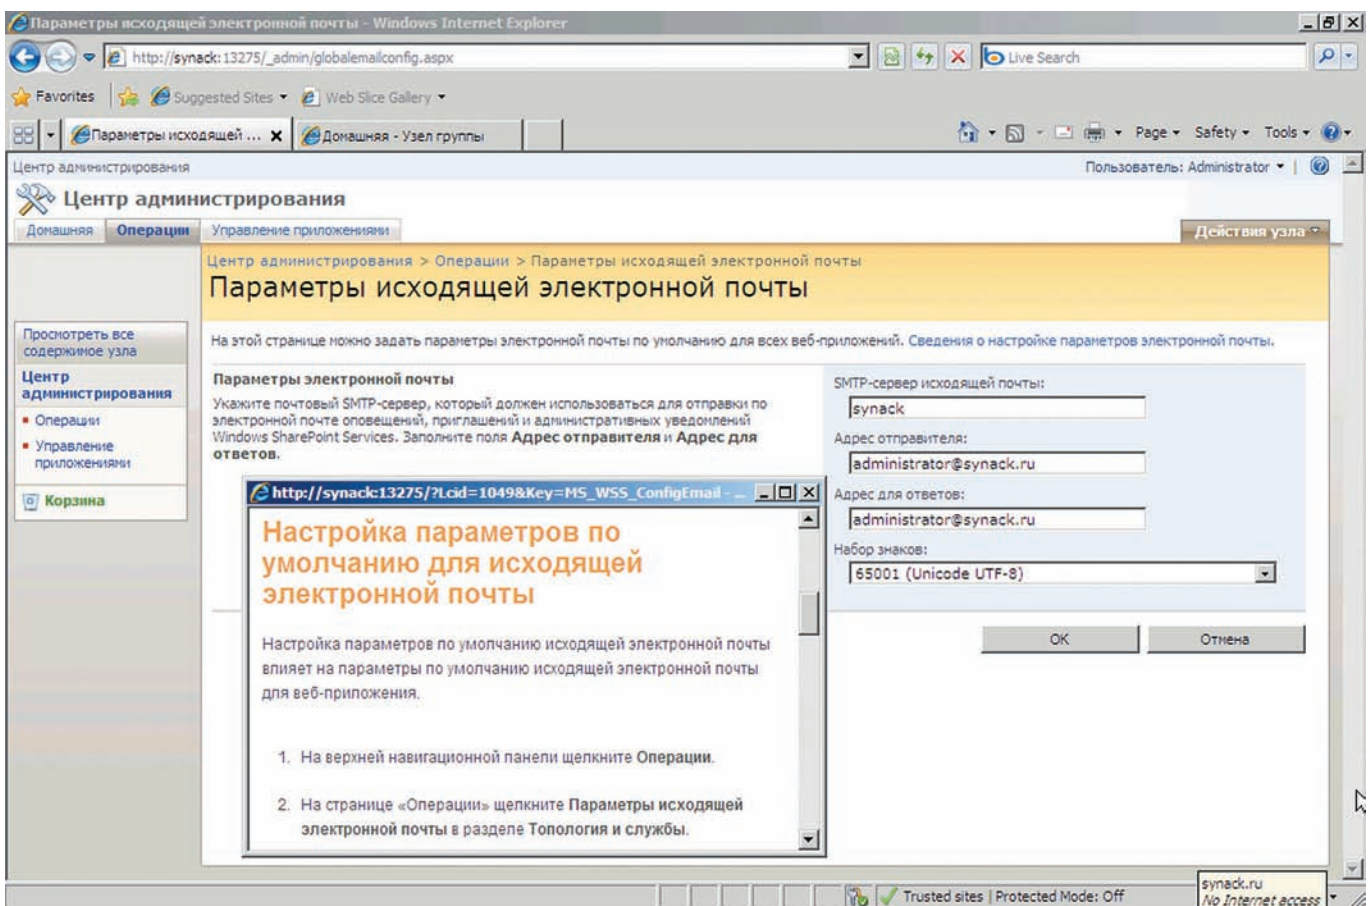 Параметры исходящей электронной почты - Windows Internet Explorer
http://synack:13275/_admin/globalemailconfig.aspx
Live Search
Favorites Suggested Sites Web Slice Gallery
Параметры исходящей ... Домашняя - Узел группы Page Safety Tools
Центр администрирования Пользователь: Administrator
Центр администрирования
Домашняя Операции Управление приложениями Действия узла
Центр администрирования > Операции > Параметры исходящей электронной почты
Параметры исходящей электронной почты
Просмотреть все
содержимое узла
Центр
администрирования
Операции
Управление
приложениями
Корзина
На этой странице можно задать параметры электронной почты по умолчанию для всех веб-приложений. Сведения о настройке параметров электронной почты.
Параметры электронной почты
Укажите почтовый SMTP-сервер, который должен использоваться для отправки по
электронной почте оповещений, приглашений и административных уведомлений
Windows SharePoint Services. Заполните поля Адрес отправителя и Адрес для
ответов.
SMTP-сервер исходящей почты:
synack
Адрес отправителя:
administrator@synack.ru
Адрес для ответов:
administrator@synack.ru
Набор знаков:
65001 (Unicode UTF-8)
OK Отмена
http://synack:13275/?Lcid=1049&Key=MS_WSS_ConfigEmail - ...
Настройка параметров по
умолчанию для исходящей
электронной почты
Настройка параметров по умолчанию исходящей электронной почты
влияет на параметры по умолчанию исходящей электронной почты
для веб-приложения.
1. На верхней навигационной панели щелкните Операции.
2. На странице «Операции» щелкните Параметры исходящей
электронной почты в разделе Топология и службы.
Trusted sites | Protected Mode: Off
synack.ru
No Internet access